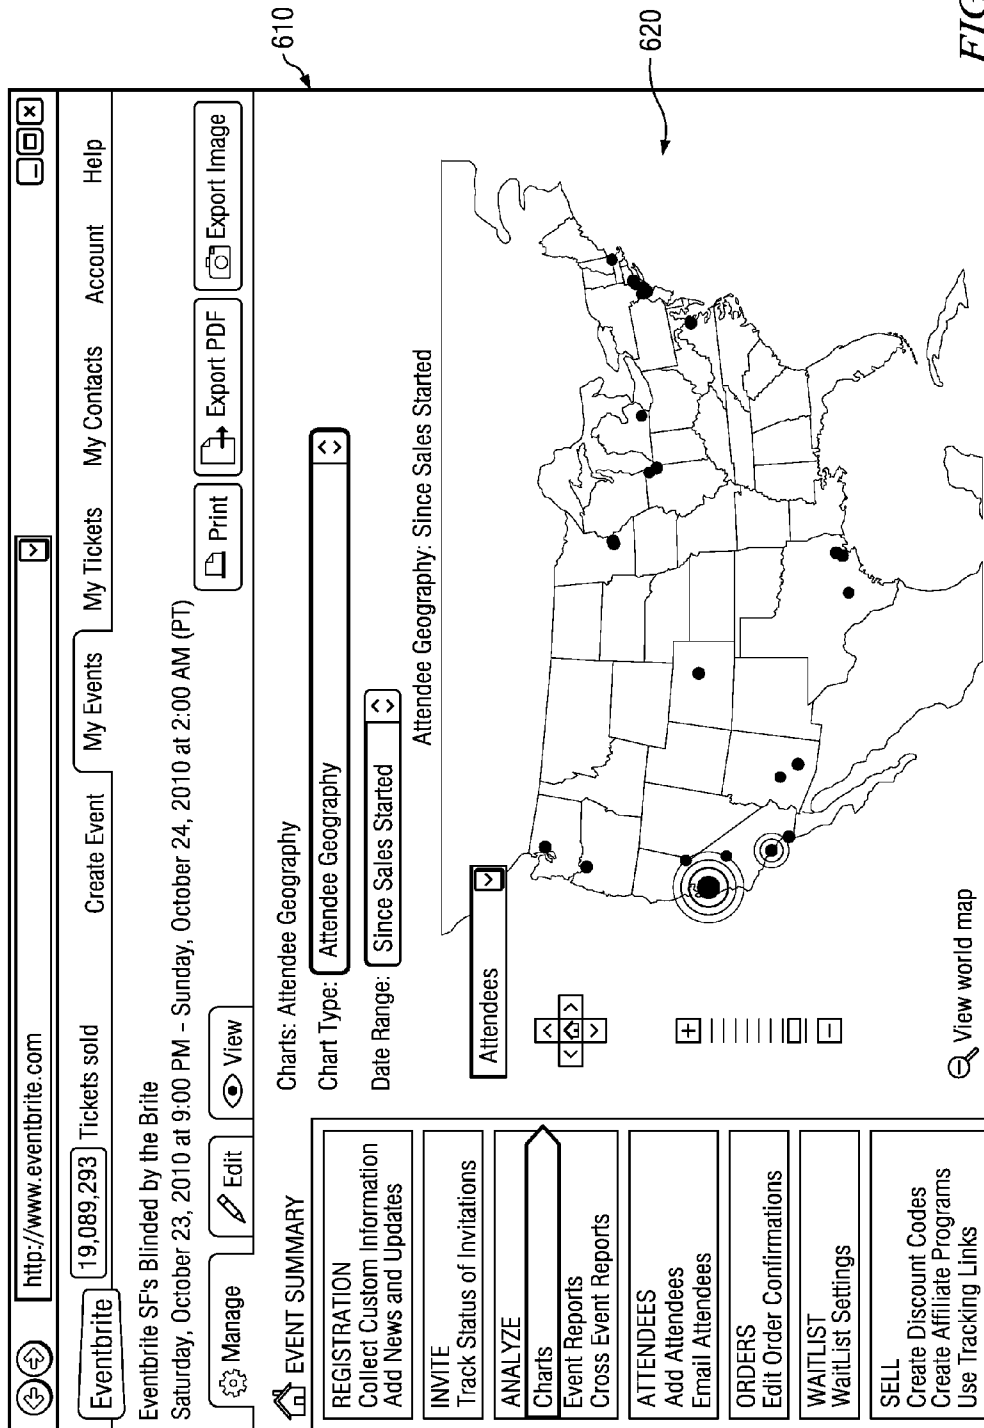 http://www.eventbrite.com
Eventbrite 19,089,293 Tickets sold Create Event My Events My Tickets My Contacts Account Help
Eventbrite SF's Blinded by the Brite
Saturday, October 23, 2010 at 9:00 PM – Sunday, October 24, 2010 at 2:00 AM (PT)
Manage Edit View Print Export PDF Export Image
EVENT SUMMARY
REGISTRATION
Collect Custom Information
Add News and Updates
INVITE
Track Status of Invitations
ANALYZE
Charts
Event Reports
Cross Event Reports
ATTENDEES
Add Attendees
Email Attendees
ORDERS
Edit Order Confirmations
WAITLIST
WaitList Settings
SELL
Create Discount Codes
Create Affiliate Programs
Use Tracking Links
Charts: Attendee Geography
Chart Type: Attendee Geography
Date Range: Since Sales Started
Attendee Geography: Since Sales Started
Attendees
View world map
610
620
FIG